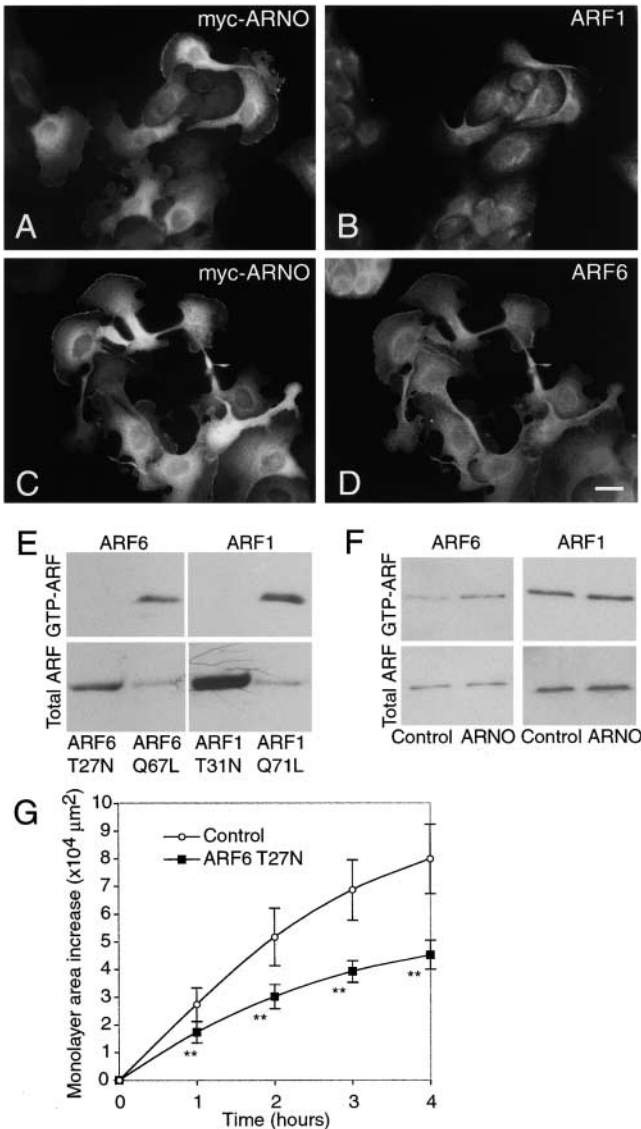 myc-ARNO
ARF1
A
B
myc-ARNO
ARF6
C
D
E
ARF6
ARF1
GTP-ARF
Total ARF
ARF6
T27N
ARF6
Q67L
ARF1
T31N
ARF1
Q71L
F
ARF6
ARF1
GTP-ARF
Total ARF
Control
ARNO
Control
ARNO
G
Monolayer area increase (x10⁴ μm²)
10
9
8
7
6
5
4
3
2
1
0
Control
ARF6 T27N
**
**
**
**
0
1
2
3
4
Time (hours)